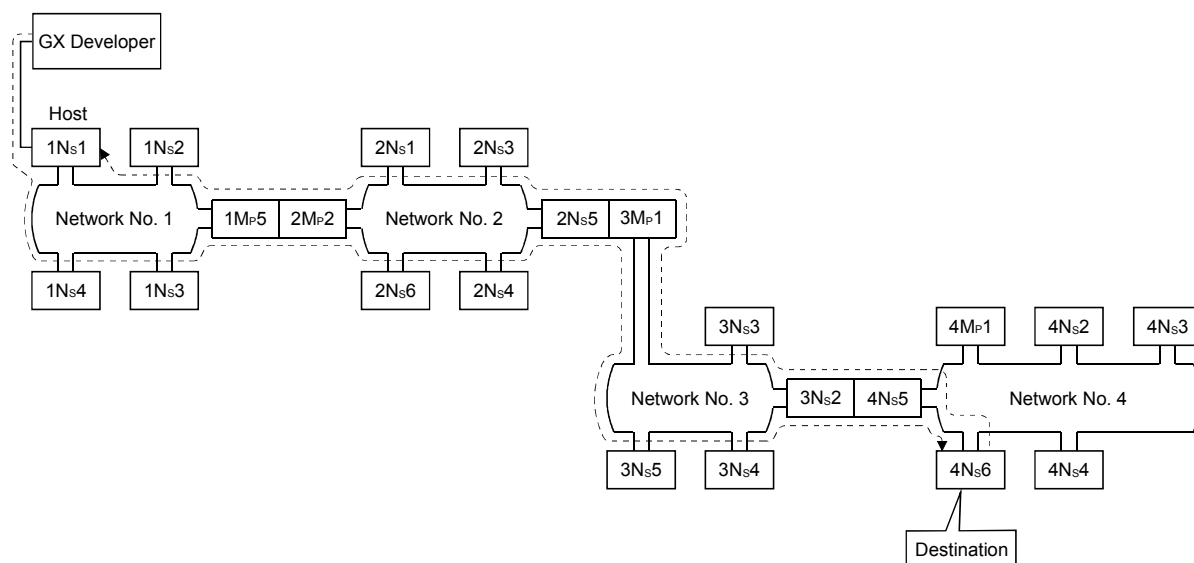 GX Developer
Host
1Ns1
1Ns2
2Ns1
2Ns3
Network No. 1
1MP5
2MP2
Network No. 2
2Ns5
3MP1
1Ns4
1Ns3
2Ns6
2Ns4
3Ns3
4MP1
4Ns2
4Ns3
Network No. 3
3Ns2
4Ns5
Network No. 4
3Ns5
3Ns4
4Ns6
4Ns4
Destination